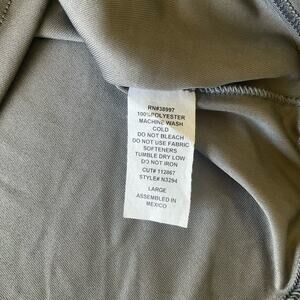 RN#38997
100%POLYESTER
MACHINE WASH
COLD
DO NOT BLEACH
DO NOT USE FABRIC
SOFTENERS
TUMBLE DRY LOW
DO NOT IRON
CUT# 112867
STYLE# N3294
LARGE
ASSEMBLED IN
MEXICO